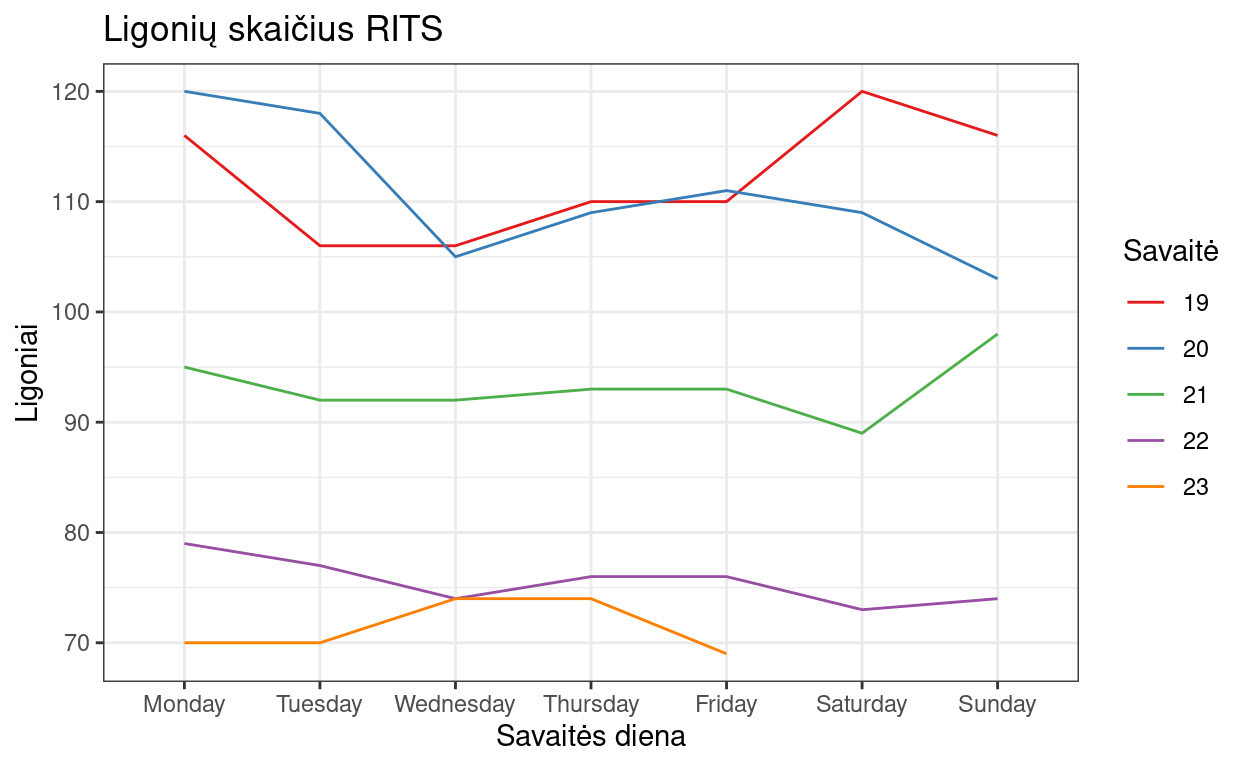 Ligonių skaičius RITS
120
110
100
90
80
70
Ligoniai
Monday Tuesday Wednesday Thursday Friday Saturday Sunday
Savaitės diena
Savaitė
19
20
21
22
23